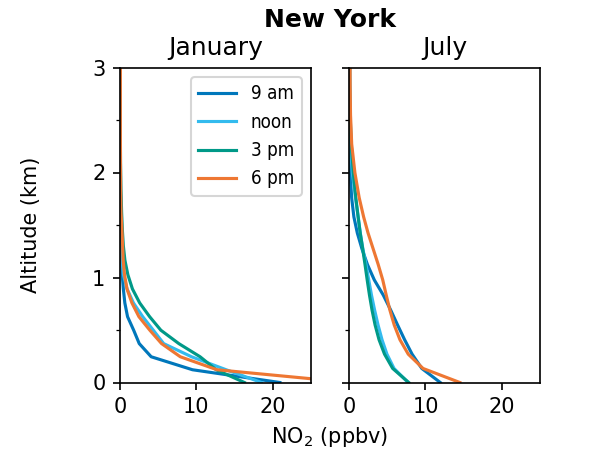 New York
January
July
3
2
1
0
Altitude (km)
9 am
noon
3 pm
6 pm
0 10 20
0 10 20
NO₂ (ppbv)